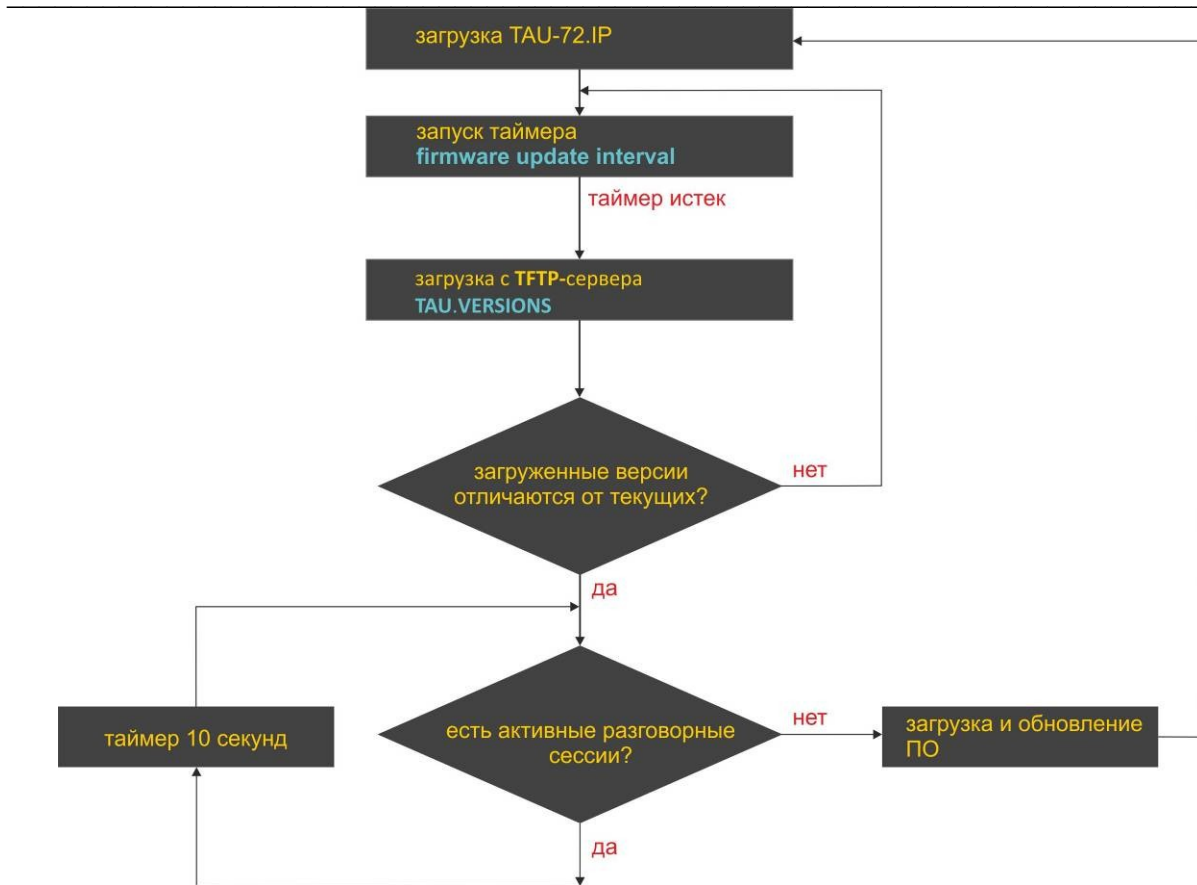 загрузка TAU-72.IP
запуск таймера
firmware update interval
таймер истек
загрузка с TFTP-сервера
TAU.VERSIONS
загруженные версии
отличаются от текущих?
нет
да
таймер 10 секунд
есть активные разговорные
сессии?
нет
загрузка и обновление
ПО
да